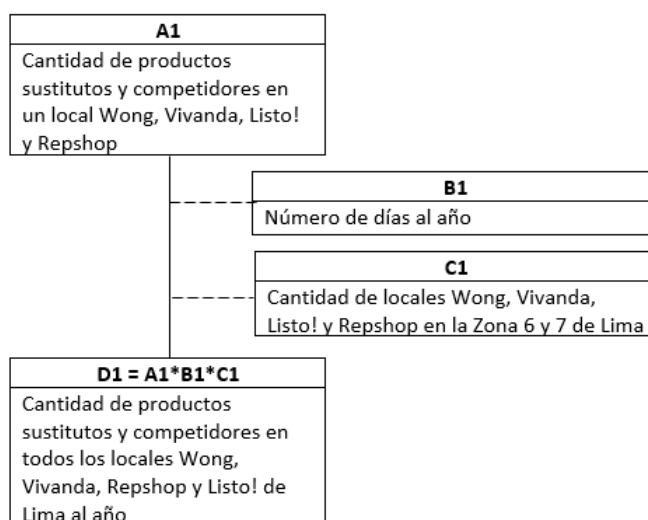 A1
Cantidad de productos
sustitutos y competidores en
un local Wong, Vivanda, Listo!
y Repshop
B1
Número de días al año
C1
Cantidad de locales Wong, Vivanda,
Listo! y Repshop en la Zona 6 y 7 de Lima
D1 = A1*B1*C1
Cantidad de productos
sustitutos y competidores en
todos los locales Wong,
Vivanda, Repshop y Listo! de
Lima al año